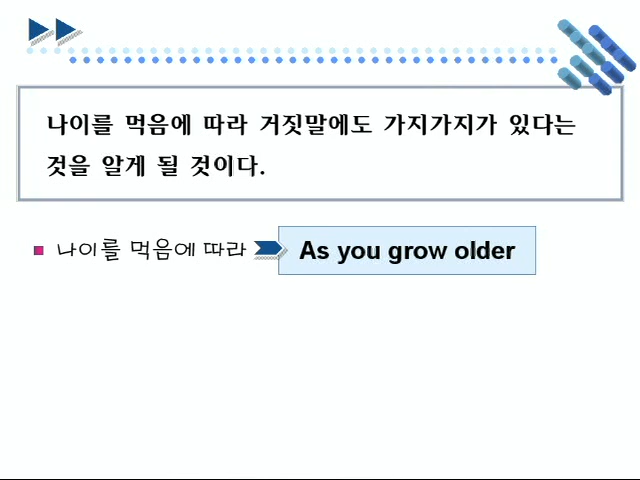 나이를 먹음에 따라 거짓말에도 가지가지가 있다는
것을 알게 될 것이다.
나이를 먹음에 따라 As you grow older